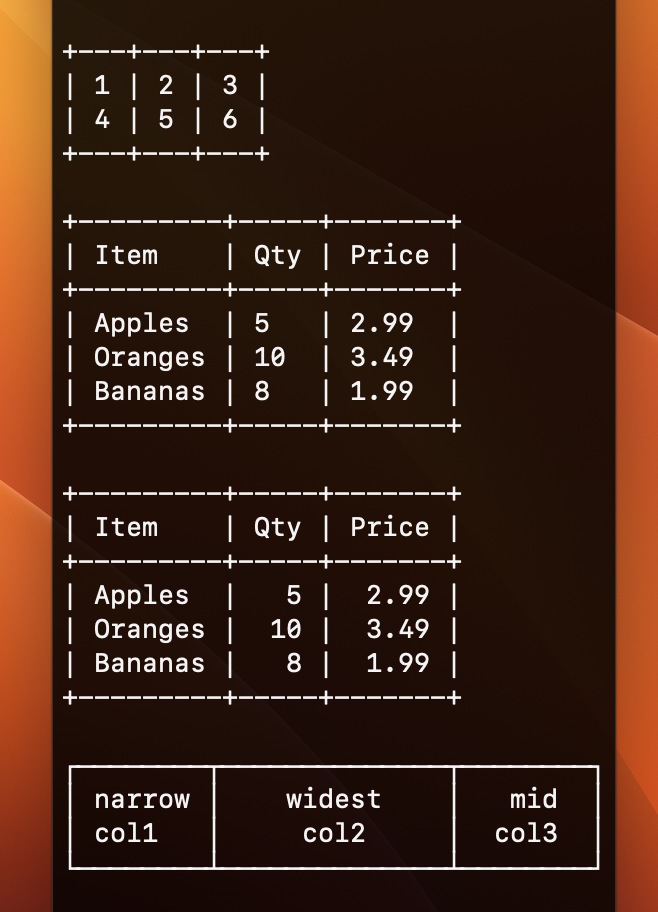 +---+---+---+
| 1 | 2 | 3 |
| 4 | 5 | 6 |
+---+---+---+

+---------+-----+-------+
| Item    | Qty | Price |
+---------+-----+-------+
| Apples  | 5   | 2.99  |
| Oranges | 10  | 3.49  |
| Bananas | 8   | 1.99  |
+---------+-----+-------+

+---------+-----+-------+
| Item    | Qty | Price |
+---------+-----+-------+
| Apples  |   5 |  2.99 |
| Oranges |  10 |  3.49 |
| Bananas |   8 |  1.99 |
+---------+-----+-------+

┌────────┬──────────────┬────────┐
│ narrow │    widest    │   mid  │
│ col1   │     col2     │  col3  │
└────────┴──────────────┴────────┘